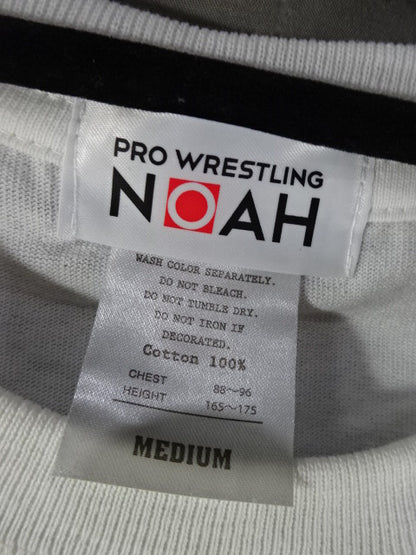 PRO WRESTLING
NOAH
WASH COLOR SEPARATELY.
DO NOT BLEACH.
DO NOT TUMBLE DRY.
DO NOT IRON IF
DECORATED.
Cotton 100%
CHEST 88～96
HEIGHT 165～175
MEDIUM